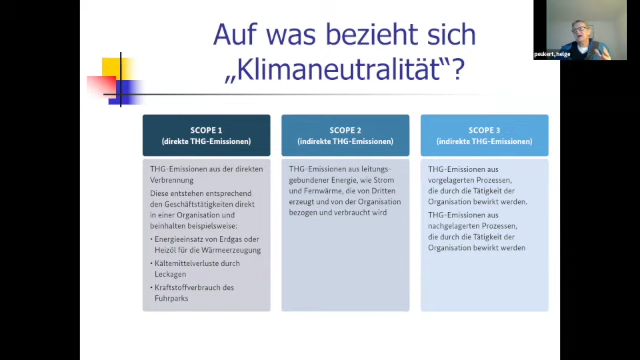 Auf was bezieht sich
„Klimaneutralität“?
peukert_helge
SCOPE 1
(direkte THG-Emissionen)
THG-Emissionen aus der direkten
Verbrennung
Diese entstehen entsprechend
den Geschäftstätigkeiten direkt
in einer Organisation und
beinhalten beispielsweise:
• Energieeinsatz von Erdgas oder
Heizöl für die Wärmeerzeugung
• Kältemittelverluste durch
Leckagen
• Kraftstoffverbrauch des
Fuhrparks
SCOPE 2
(indirekte THG-Emissionen)
THG-Emissionen aus leitungs-
gebundener Energie, wie Strom
und Fernwärme, die von Dritten
erzeugt und von der Organisation
bezogen und verbraucht wird
SCOPE 3
(indirekte THG-Emissionen)
THG-Emissionen aus
vorgelagerten Prozessen,
die durch die Tätigkeit der
Organisation bewirkt werden.
THG-Emissionen aus
nachgelagerten Prozessen,
die durch die Tätigkeit der
Organisation bewirkt werden